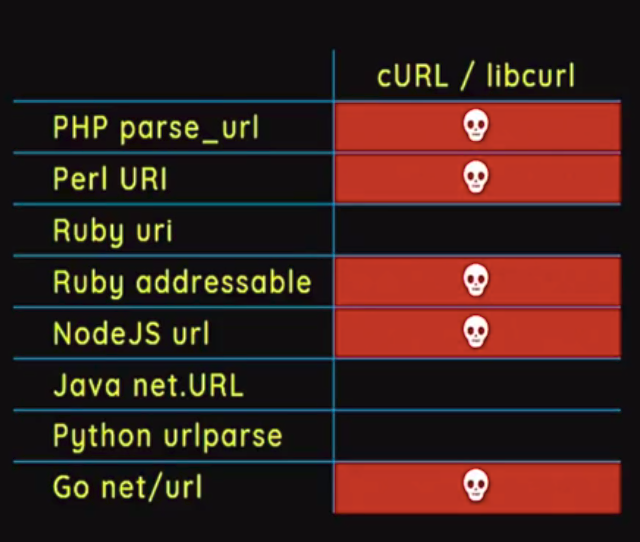 cURL / libcurl
PHP parse_url
Perl URI
Ruby uri
Ruby addressable
NodeJS url
Java net.URL
Python urlparse
Go net/url